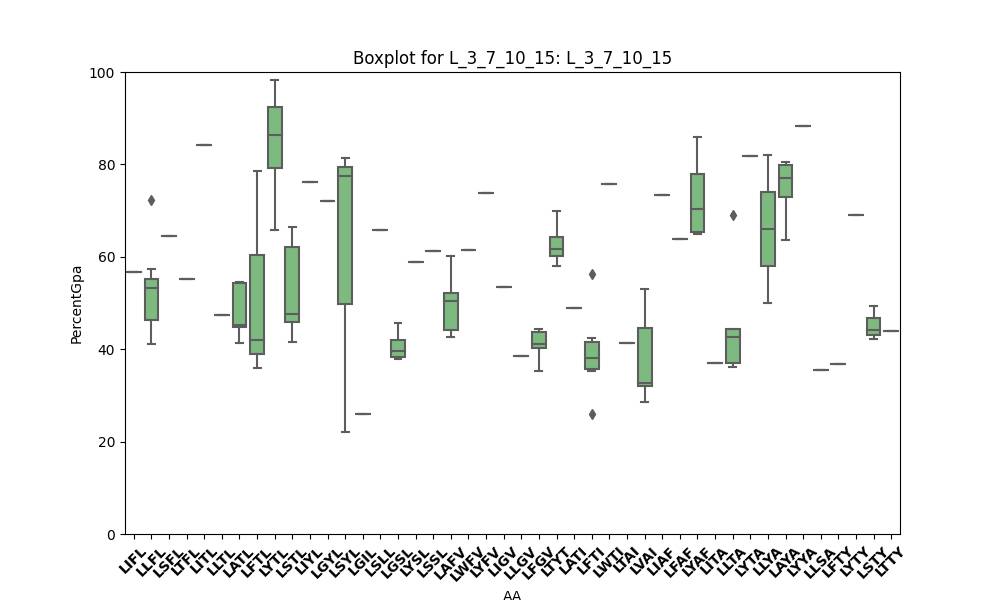 Boxplot for L_3_7_10_15: L_3_7_10_15
100
80
60
40
20
0
PercentGpa
LIFL LLFL LSFL LTFL LITL LLTL LATL LFTL LYTL LSTL LIYL LGYL LSYL LGIL LSLL LGSL LYSL LSSL LAFV LWFV LYFV LIGV LLGV LFGV LTYT LATI LFTI LWTI LTAI LVAI LIAF LFAF LYAF LITA LLTA LYTA LLYA LAYA LYYA LLSA LFTY LYTY LSTY LTTY
AA